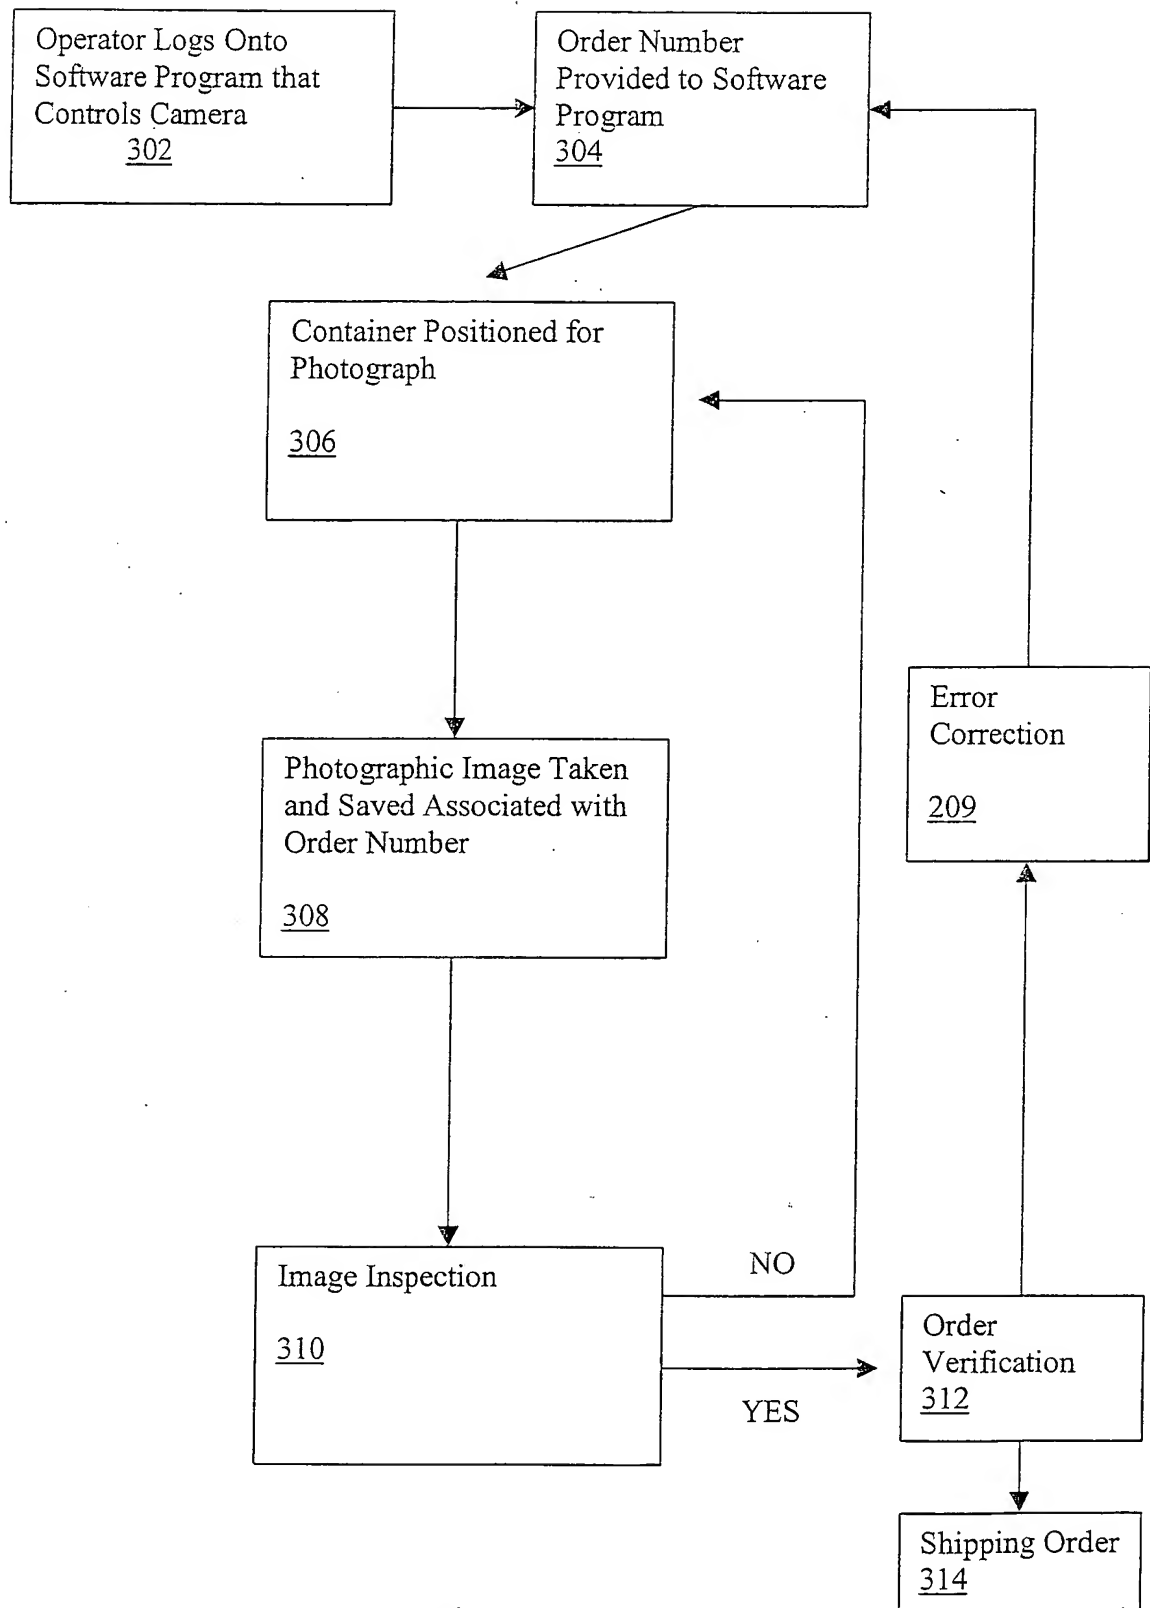 Operator Logs Onto
Software Program that
Controls Camera
302
Order Number
Provided to Software
Program
304
Container Positioned for
Photograph
306
Photographic Image Taken
and Saved Associated with
Order Number
308
Error
Correction
209
Image Inspection
310
NO
YES
Order
Verification
312
Shipping Order
314